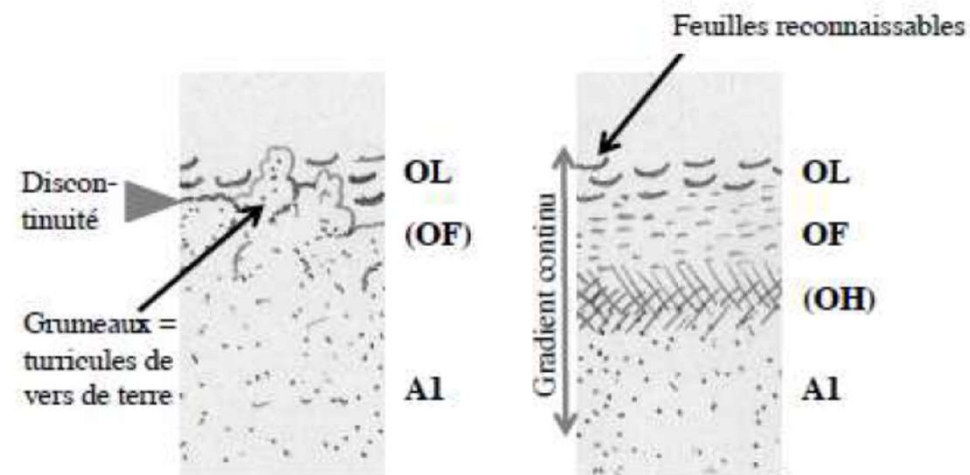 Feuilles reconnaissables
Discon-
tinuité
OL
(OF)
Grumeaux =
turricules de
vers de terre
A1
Gradient continu
OL
OF
(OH)
A1